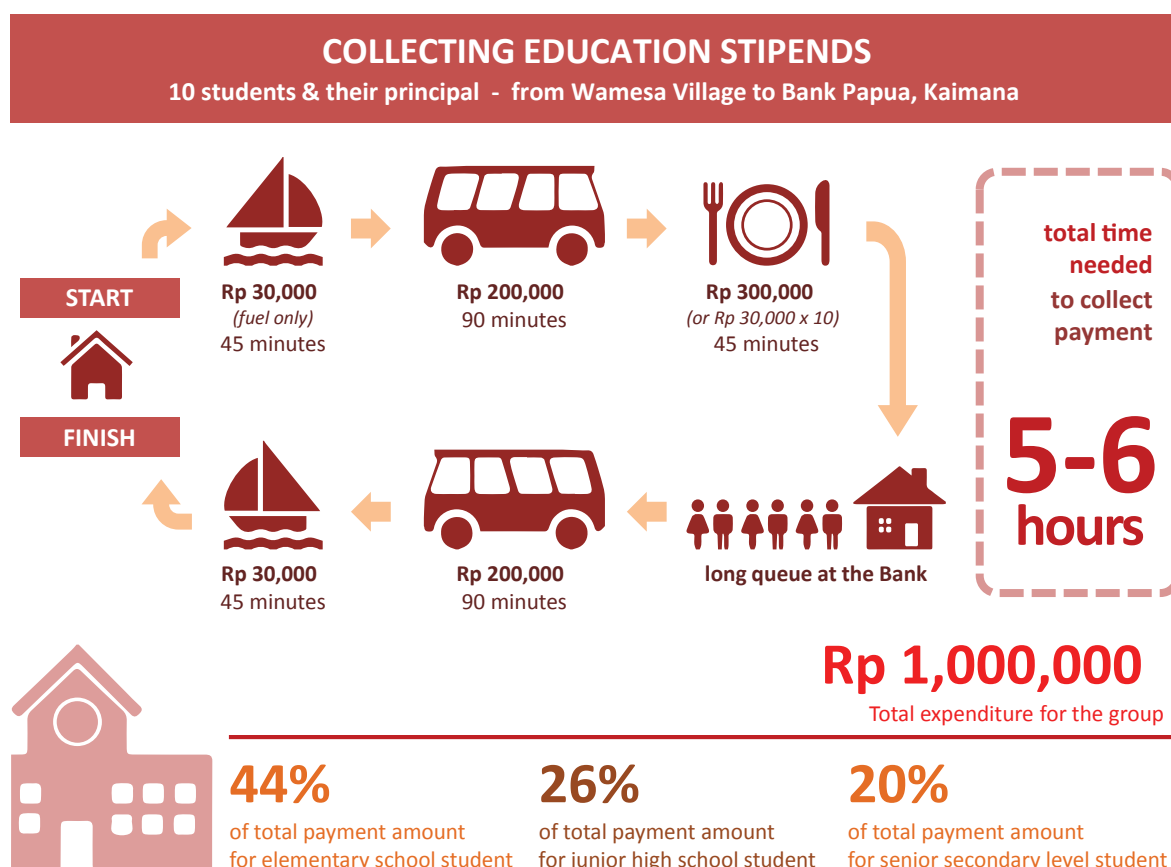 COLLECTING EDUCATION STIPENDS
10 students & their principal - from Wamesa Village to Bank Papua, Kaimana
START
Rp 30,000
(fuel only)
45 minutes
Rp 200,000
90 minutes
Rp 300,000
(or Rp 30,000 x 10)
45 minutes
total time
needed
to collect
payment
5-6
hours
FINISH
Rp 30,000
45 minutes
Rp 200,000
90 minutes
long queue at the Bank
Rp 1,000,000
Total expenditure for the group
44%
of total payment amount
for elementary school student
26%
of total payment amount
for junior high school student
20%
of total payment amount
for senior secondary level student